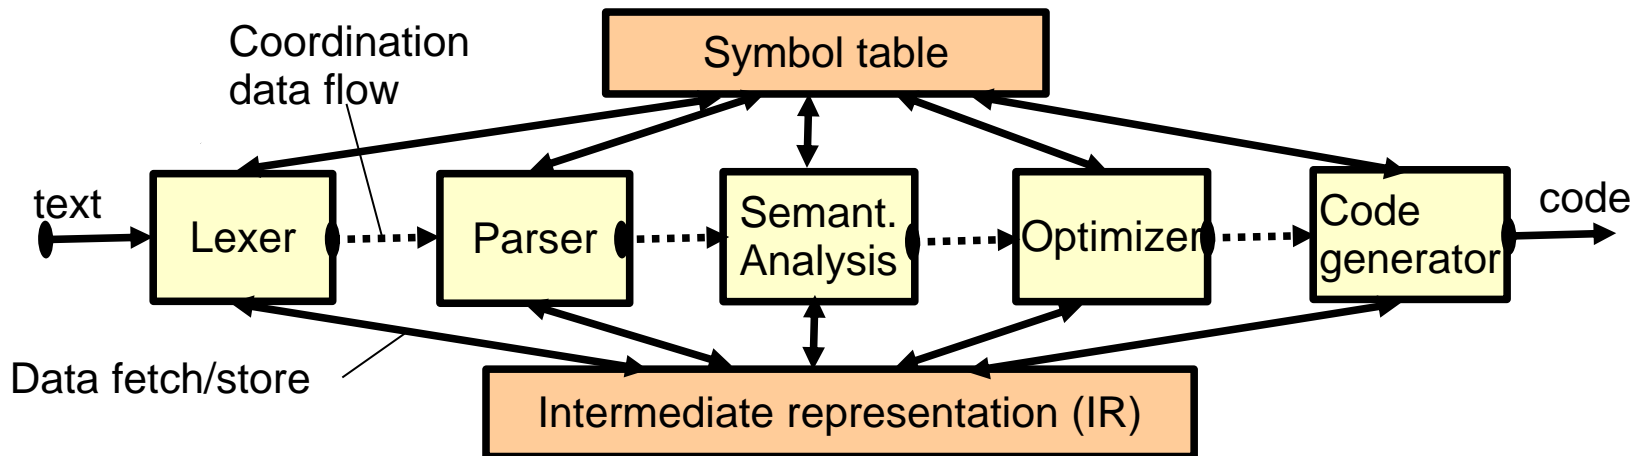 Coordination
data flow
Symbol table
text
Lexer
Parser
Semant.
Analysis
Optimizer
Code
generator
code
Data fetch/store
Intermediate representation (IR)